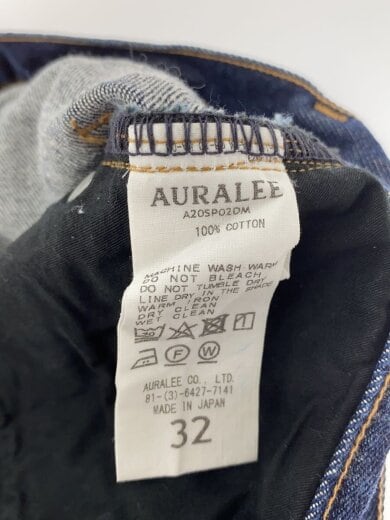 AURALEE
A20SP02DM
100% COTTON
MACHINE WASH WARM
DO NOT BLEACH
DO NOT TUMBLE DRY
LINE DRY IN THE SHADE
WARM IRON
DRY CLEAN
WET CLEAN
F W
AURALEE CO., LTD.
81-(3)-6427-7141
MADE IN JAPAN
32